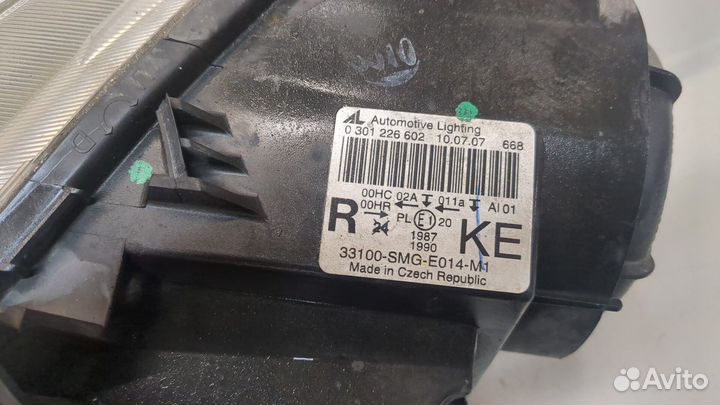 AL Automotive Lighting
0 301 226 602 10.07.07 668
00HC 02A 011a AI 01
00HR
R 24 PL E1 20 KE
1987
1990
33100-SMG-E014-M1
Made in Czech Republic
Avito